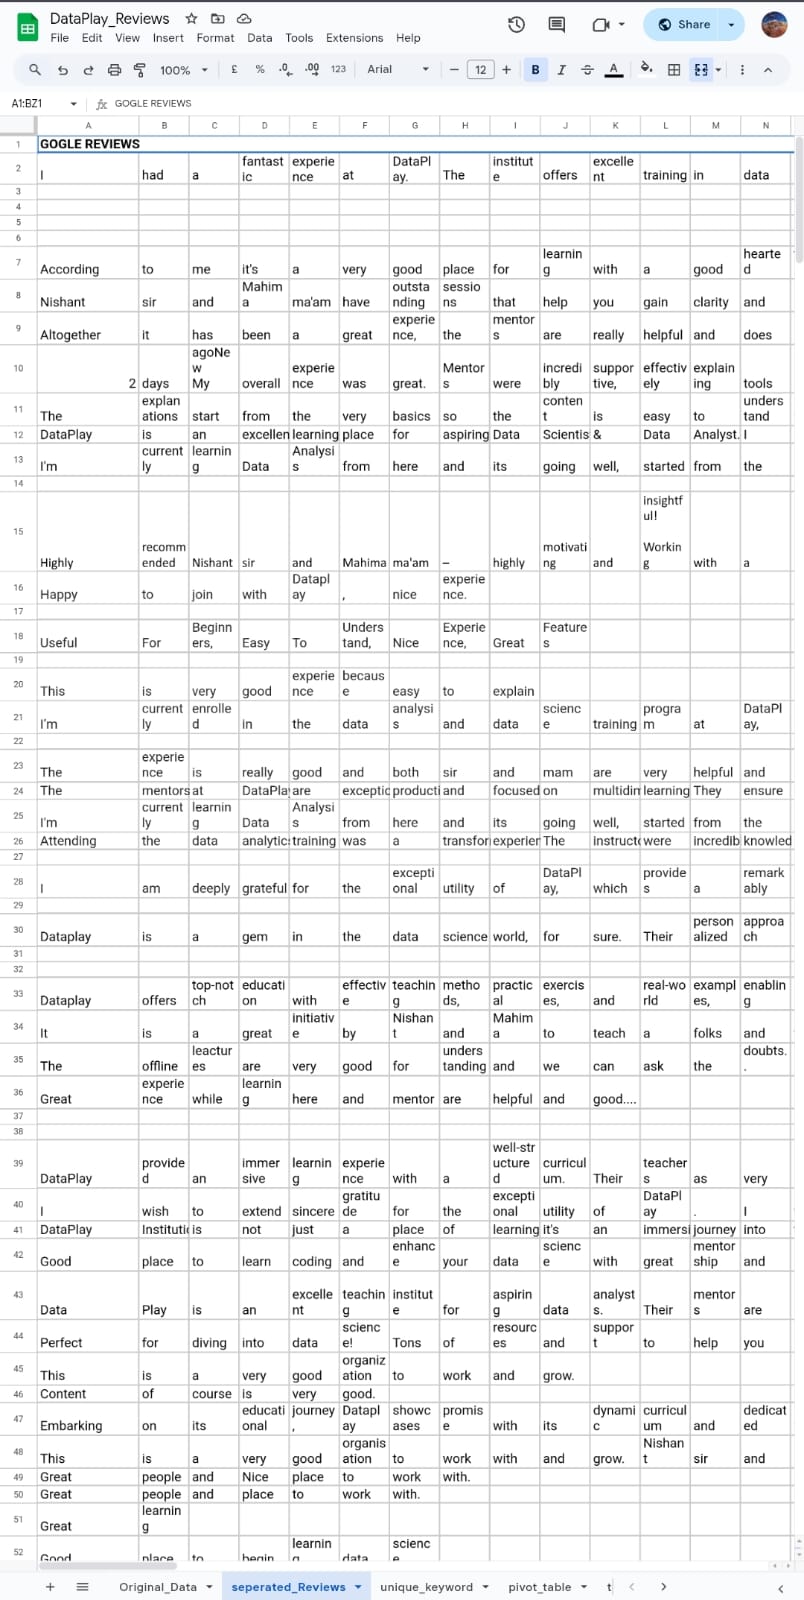 DataPlay_Reviews
File Edit View Insert Format Data Tools Extensions Help
Share
100% £ % .0 .00 123 Arial 12 B I A
A1:BZ1 fx GOGLE REVIEWS
A B C D E F G H I J K L M N
1 GOGLE REVIEWS
2 I had a fantastic experience at DataPlay. The institute offers excellent training in data
3
4
5
6
7 According to me it's a very good place for learning with a good hearted
8 Nishant sir and Mahima ma'am have outstanding sessions that help you gain clarity and
9 Altogether it has been a great experience, the mentors are really helpful and does
10 2 days agoNew My overall experience was great. Mentors were incredibly supportive, effectively explaining tools
11 The explanations start from the very basics so the content is easy to understand
12 DataPlay is an excellen learning place for aspiring Data Scientis & Data Analyst. I
13 I'm currently learning Data Analysis from here and its going well, started from the
14
15 Highly recommended Nishant sir and Mahima ma'am – highly motivating and insightful! Working with a
16 Happy to join with Dataplay , nice experience.
17
18 Useful For Beginners, Easy To Understand, Nice Experience, Great Features
19
20 This is very good experience because easy to explain
21 I'm currently enrolled in the data analysis and data science training program at DataPlay,
22
23 The experience is really good and both sir and mam are very helpful and
24 The mentors at DataPla are exceptic producti and focused on multidin learning They ensure
25 I'm currently learning Data Analysis from here and its going well, started from the
26 Attending the data analytic training was a transfor experier The instructo were incredib knowled
27
28 I am deeply grateful for the exceptional utility of DataPlay, which provides a remarkably
29
30 Dataplay is a gem in the data science world, for sure. Their personalized approach
31
32
33 Dataplay offers top-notch education with effective teaching methods, practical exercises, and real-world examples, enabling
34 It is a great initiative by Nishant and Mahima to teach a folks and
35 The offline leactures are very good for understanding and we can ask the doubts..
36 Great experience while learning here and mentor are helpful and good....
37
38
39 DataPlay provided an immersive learning experience with a well-structured curriculum. Their teachers as very
40 I wish to extend sincere gratitude for the exceptional utility of DataPlay . I
41 DataPlay Instituti is not just a place of learning it's an immersi journey into
42 Good place to learn coding and enhance your data science with great mentorship and
43 Data Play is an excellent teaching institute for aspiring data analysts. Their mentors are
44 Perfect for diving into data science! Tons of resources and support to help you
45 This is a very good organization to work and grow.
46 Content of course is very good.
47 Embarking on its educational journey, Dataplay showcases promise with its dynamic curriculum and dedicated
48 This is a very good organisation to work with and grow. Nishant sir and
49 Great people and Nice place to work with.
50 Great people and place to work with.
51 Great learning
52 Good place to begin learning data science
Original_Data seperated_Reviews unique_keyword pivot_table t